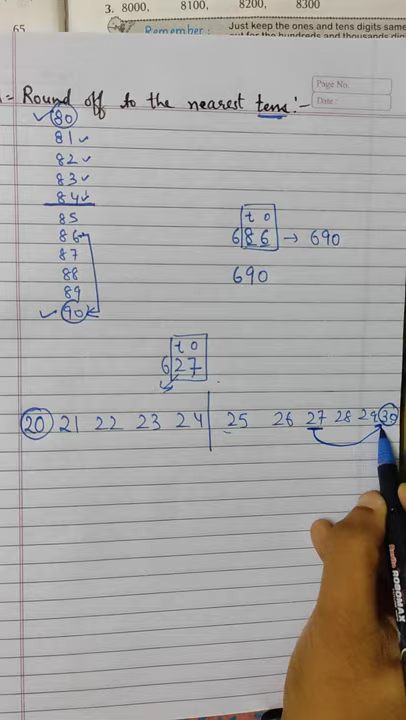 3. 8000, 8100, 8200, 8300
65
Remember: Just keep the ones and tens digits same
Round off to the nearest tens:-
Page No.
Date:
80
81
82
83
84
85
86
87
88
89
90
t o
686 → 690
690
t o
627
20 21 22 23 24 25 26 27 28 29 30
ROBOMAX